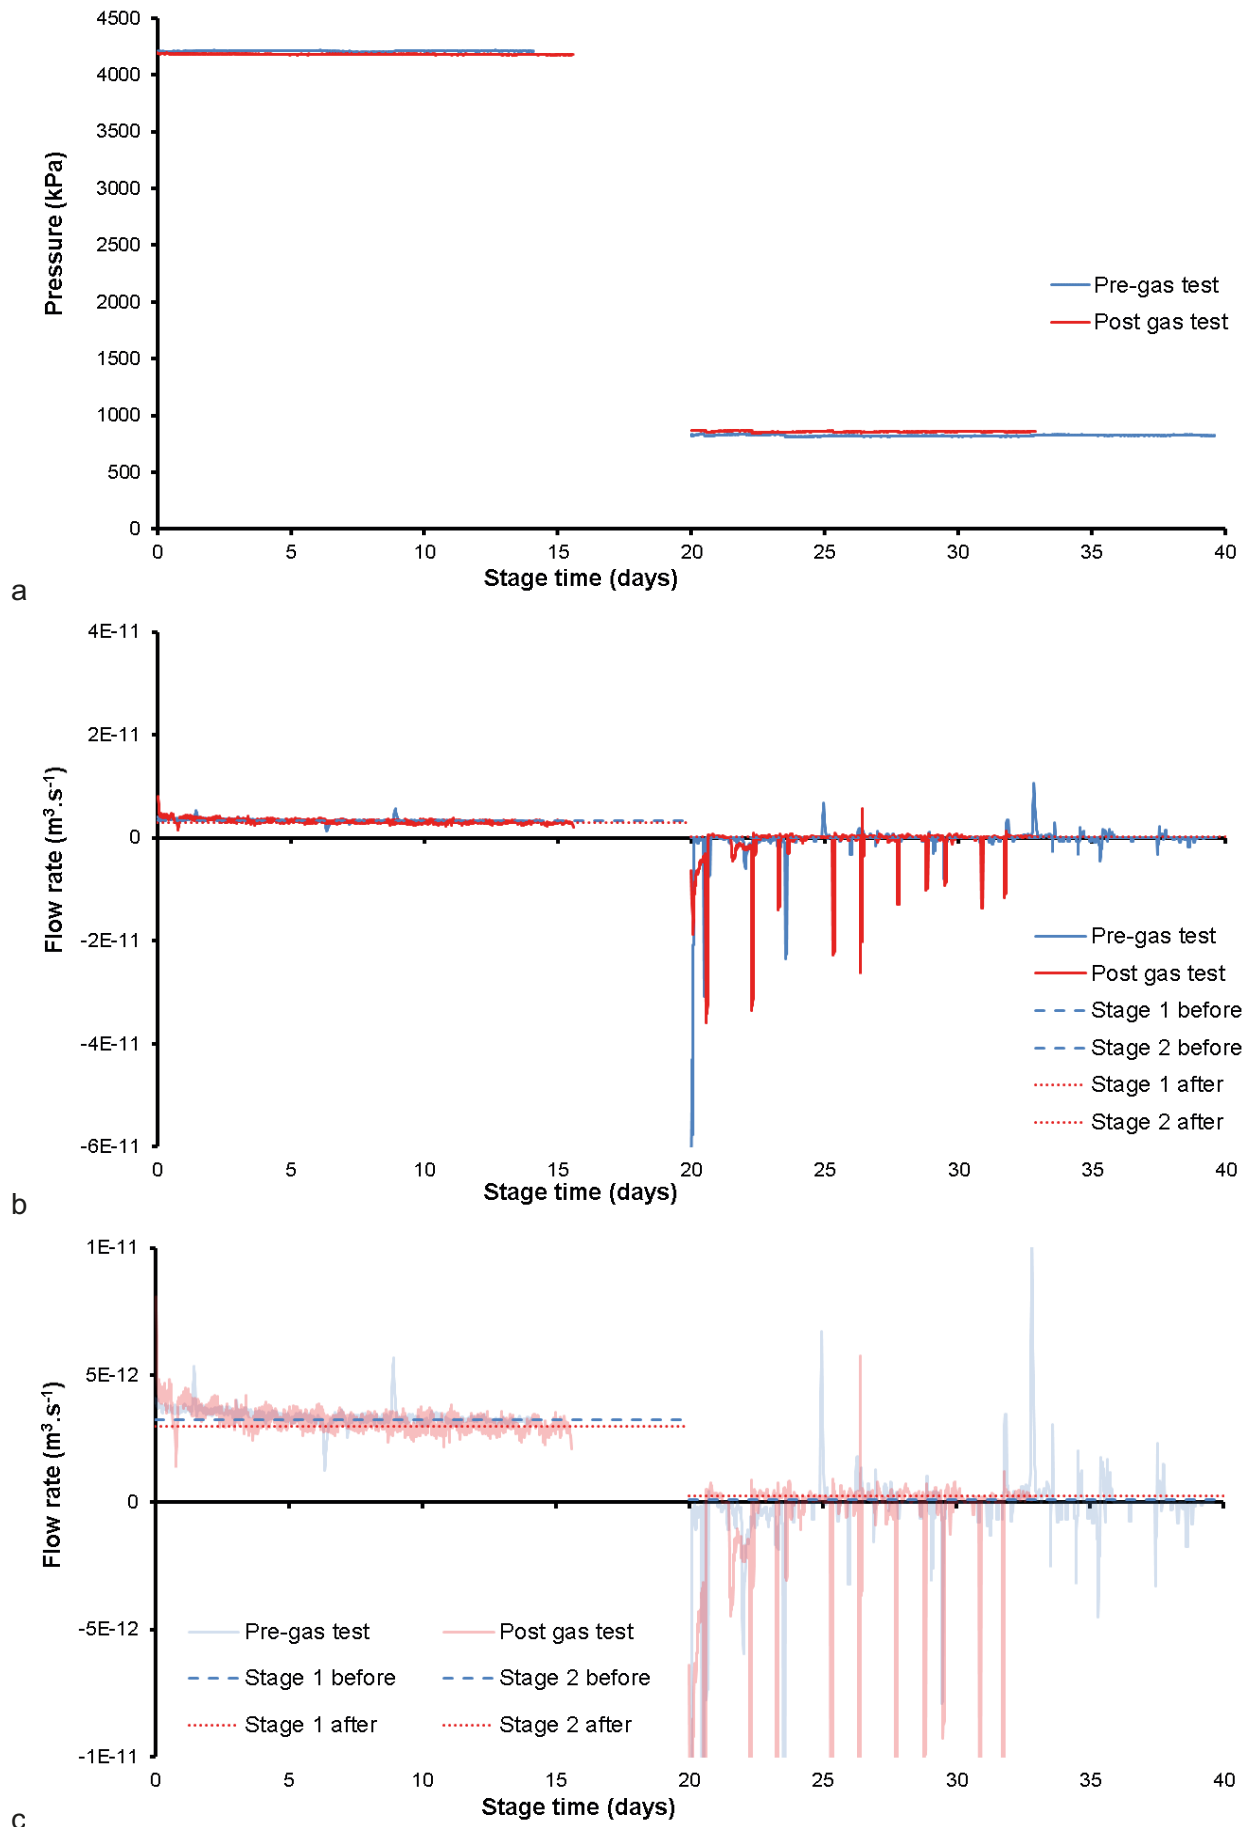 4500
4000
3500
3000
2500
2000
1500
1000
500
0
Pressure (kPa)
Pre-gas test
Post gas test
0 5 10 15 20 25 30 35 40
Stage time (days)
a
4E-11
2E-11
0
-2E-11
-4E-11
-6E-11
Flow rate (m³.s⁻¹)
Pre-gas test
Post gas test
Stage 1 before
Stage 2 before
Stage 1 after
Stage 2 after
0 5 10 15 20 25 30 35 40
Stage time (days)
b
1E-11
5E-12
0
-5E-12
-1E-11
Flow rate (m³.s⁻¹)
Pre-gas test Post gas test
Stage 1 before Stage 2 before
Stage 1 after Stage 2 after
0 5 10 15 20 25 30 35 40
Stage time (days)
c